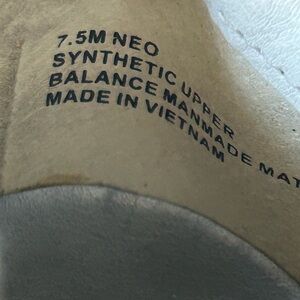 7.5M NEO
SYNTHETIC UPPER
BALANCE MANMADE MAT
MADE IN VIETNAM